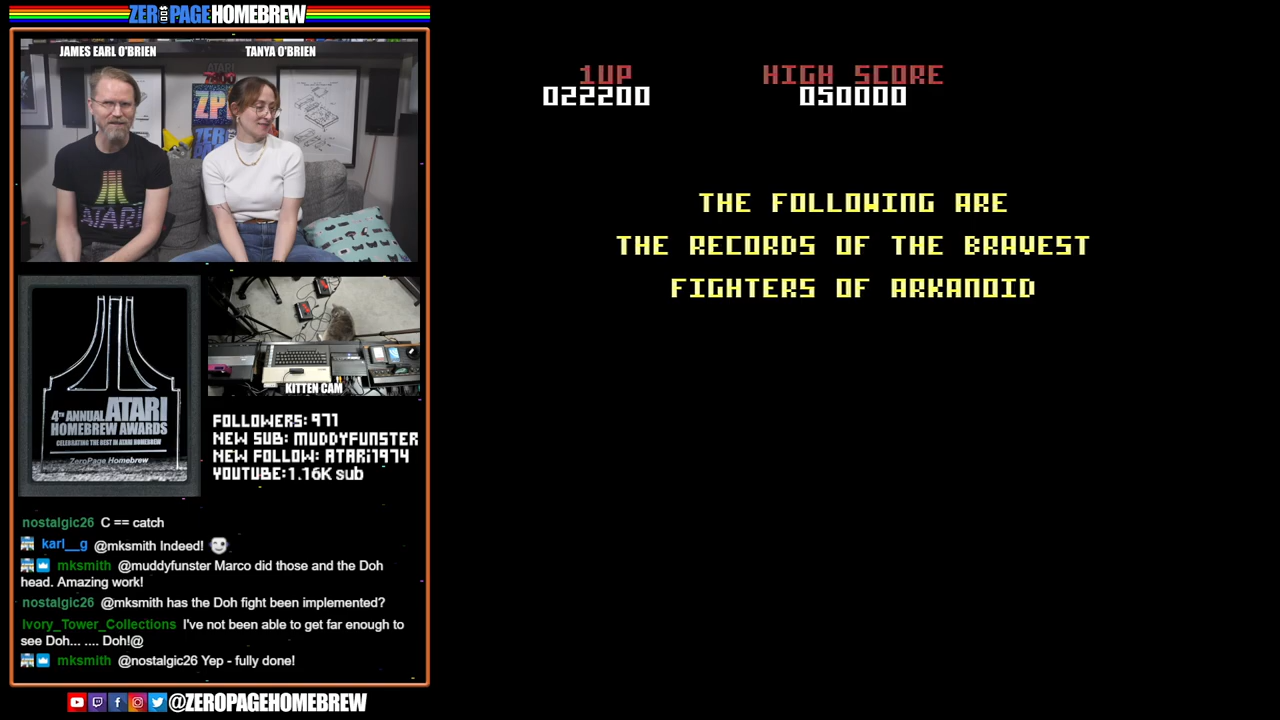 ZEROPAGE HOMEBREW
JAMES EARL O'BRIEN
TANYA O'BRIEN
ATARI
4TH ANNUAL ATARI
HOMEBREW AWARDS
CELEBRATING THE BEST IN ATARI HOMEBREW
ZeroPage Homebrew
KITTEN CAM
FOLLOWERS: 971
NEW SUB: MUDDYFUNSTER
NEW FOLLOW: ATARI1974
YOUTUBE:1.16K sub
nostalgic26 C == catch
karl__g @mksmith Indeed!
mksmith @muddyfunster Marco did those and the Doh
head. Amazing work!
nostalgic26 @mksmith has the Doh fight been implemented?
Ivory_Tower_Collections I've not been able to get far enough to
see Doh... .... Doh!@
mksmith @nostalgic26 Yep - fully done!
@ZEROPAGEHOMEBREW
1UP HIGH SCORE
022200 050000
THE FOLLOWING ARE
THE RECORDS OF THE BRAVEST
FIGHTERS OF ARKANOID